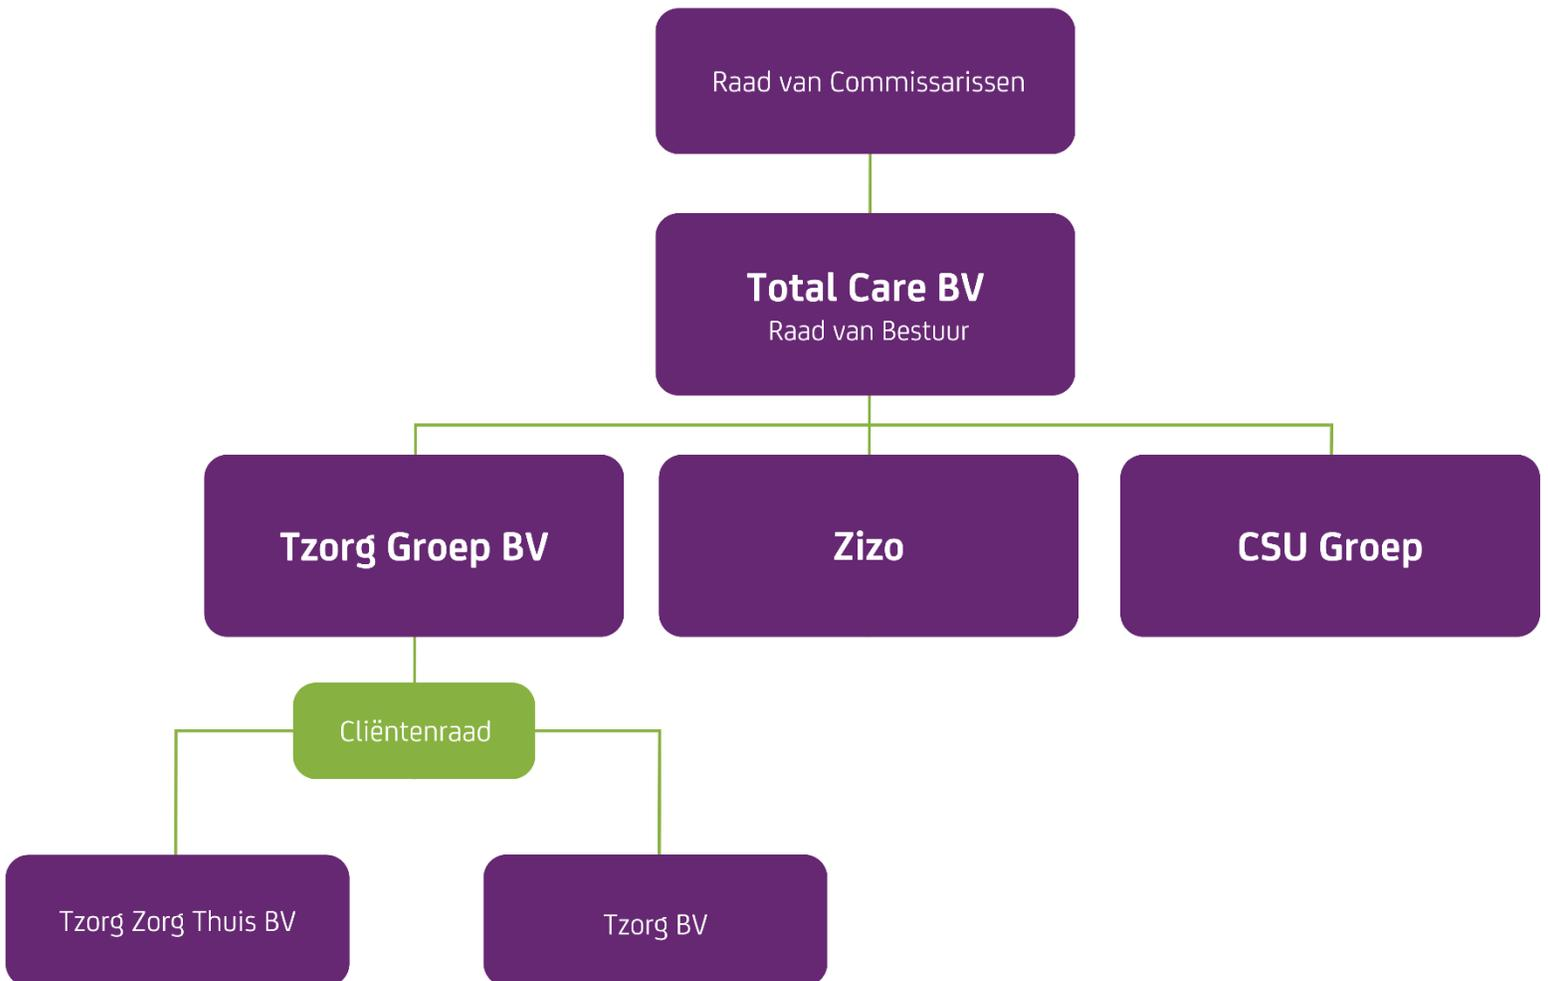 Raad van Commissarissen
Total Care BV
Raad van Bestuur
Tzorg Groep BV
Zizo
CSU Groep
Cliëntenraad
Tzorg Zorg Thuis BV
Tzorg BV